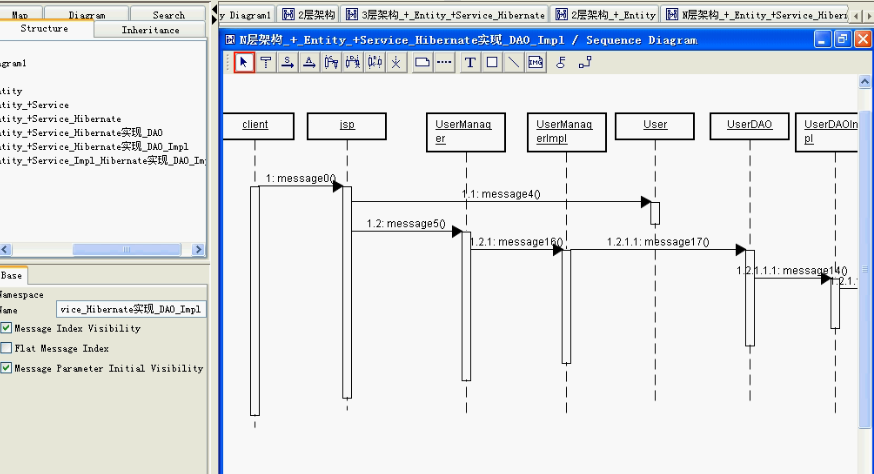 Map Diagram Search
Structure Inheritance
y Diagram1 2层架构 3层架构_+_Entity_+Service_Hibernate 2层架构_+_Entity N层架构_+_Entity_+Service_Hibern
N层架构_+_Entity_+Service_Hibernate实现_DAO_Impl / Sequence Diagram
agram1
ntity
ntity_+Service
ntity_+Service_Hibernate
ntity_+Service_Hibernate实现_DAO
ntity_+Service_Hibernate实现_DAO_Impl
ntity_+Service_Impl_Hibernate实现_DAO_Im
client
jsp
UserManag
er
UserManag
erImpl
User
UserDAO
UserDAOIm
pl
1: message0()
1.1: message4()
1.2: message5()
1.2.1: message16()
1.2.1.1: message17()
1.2.1.1.1: message14()
1.2.1.
Base
Namespace
Name vice_Hibernate实现_DAO_Impl
Message Index Visibility
Flat Message Index
Message Parameter Initial Visibility